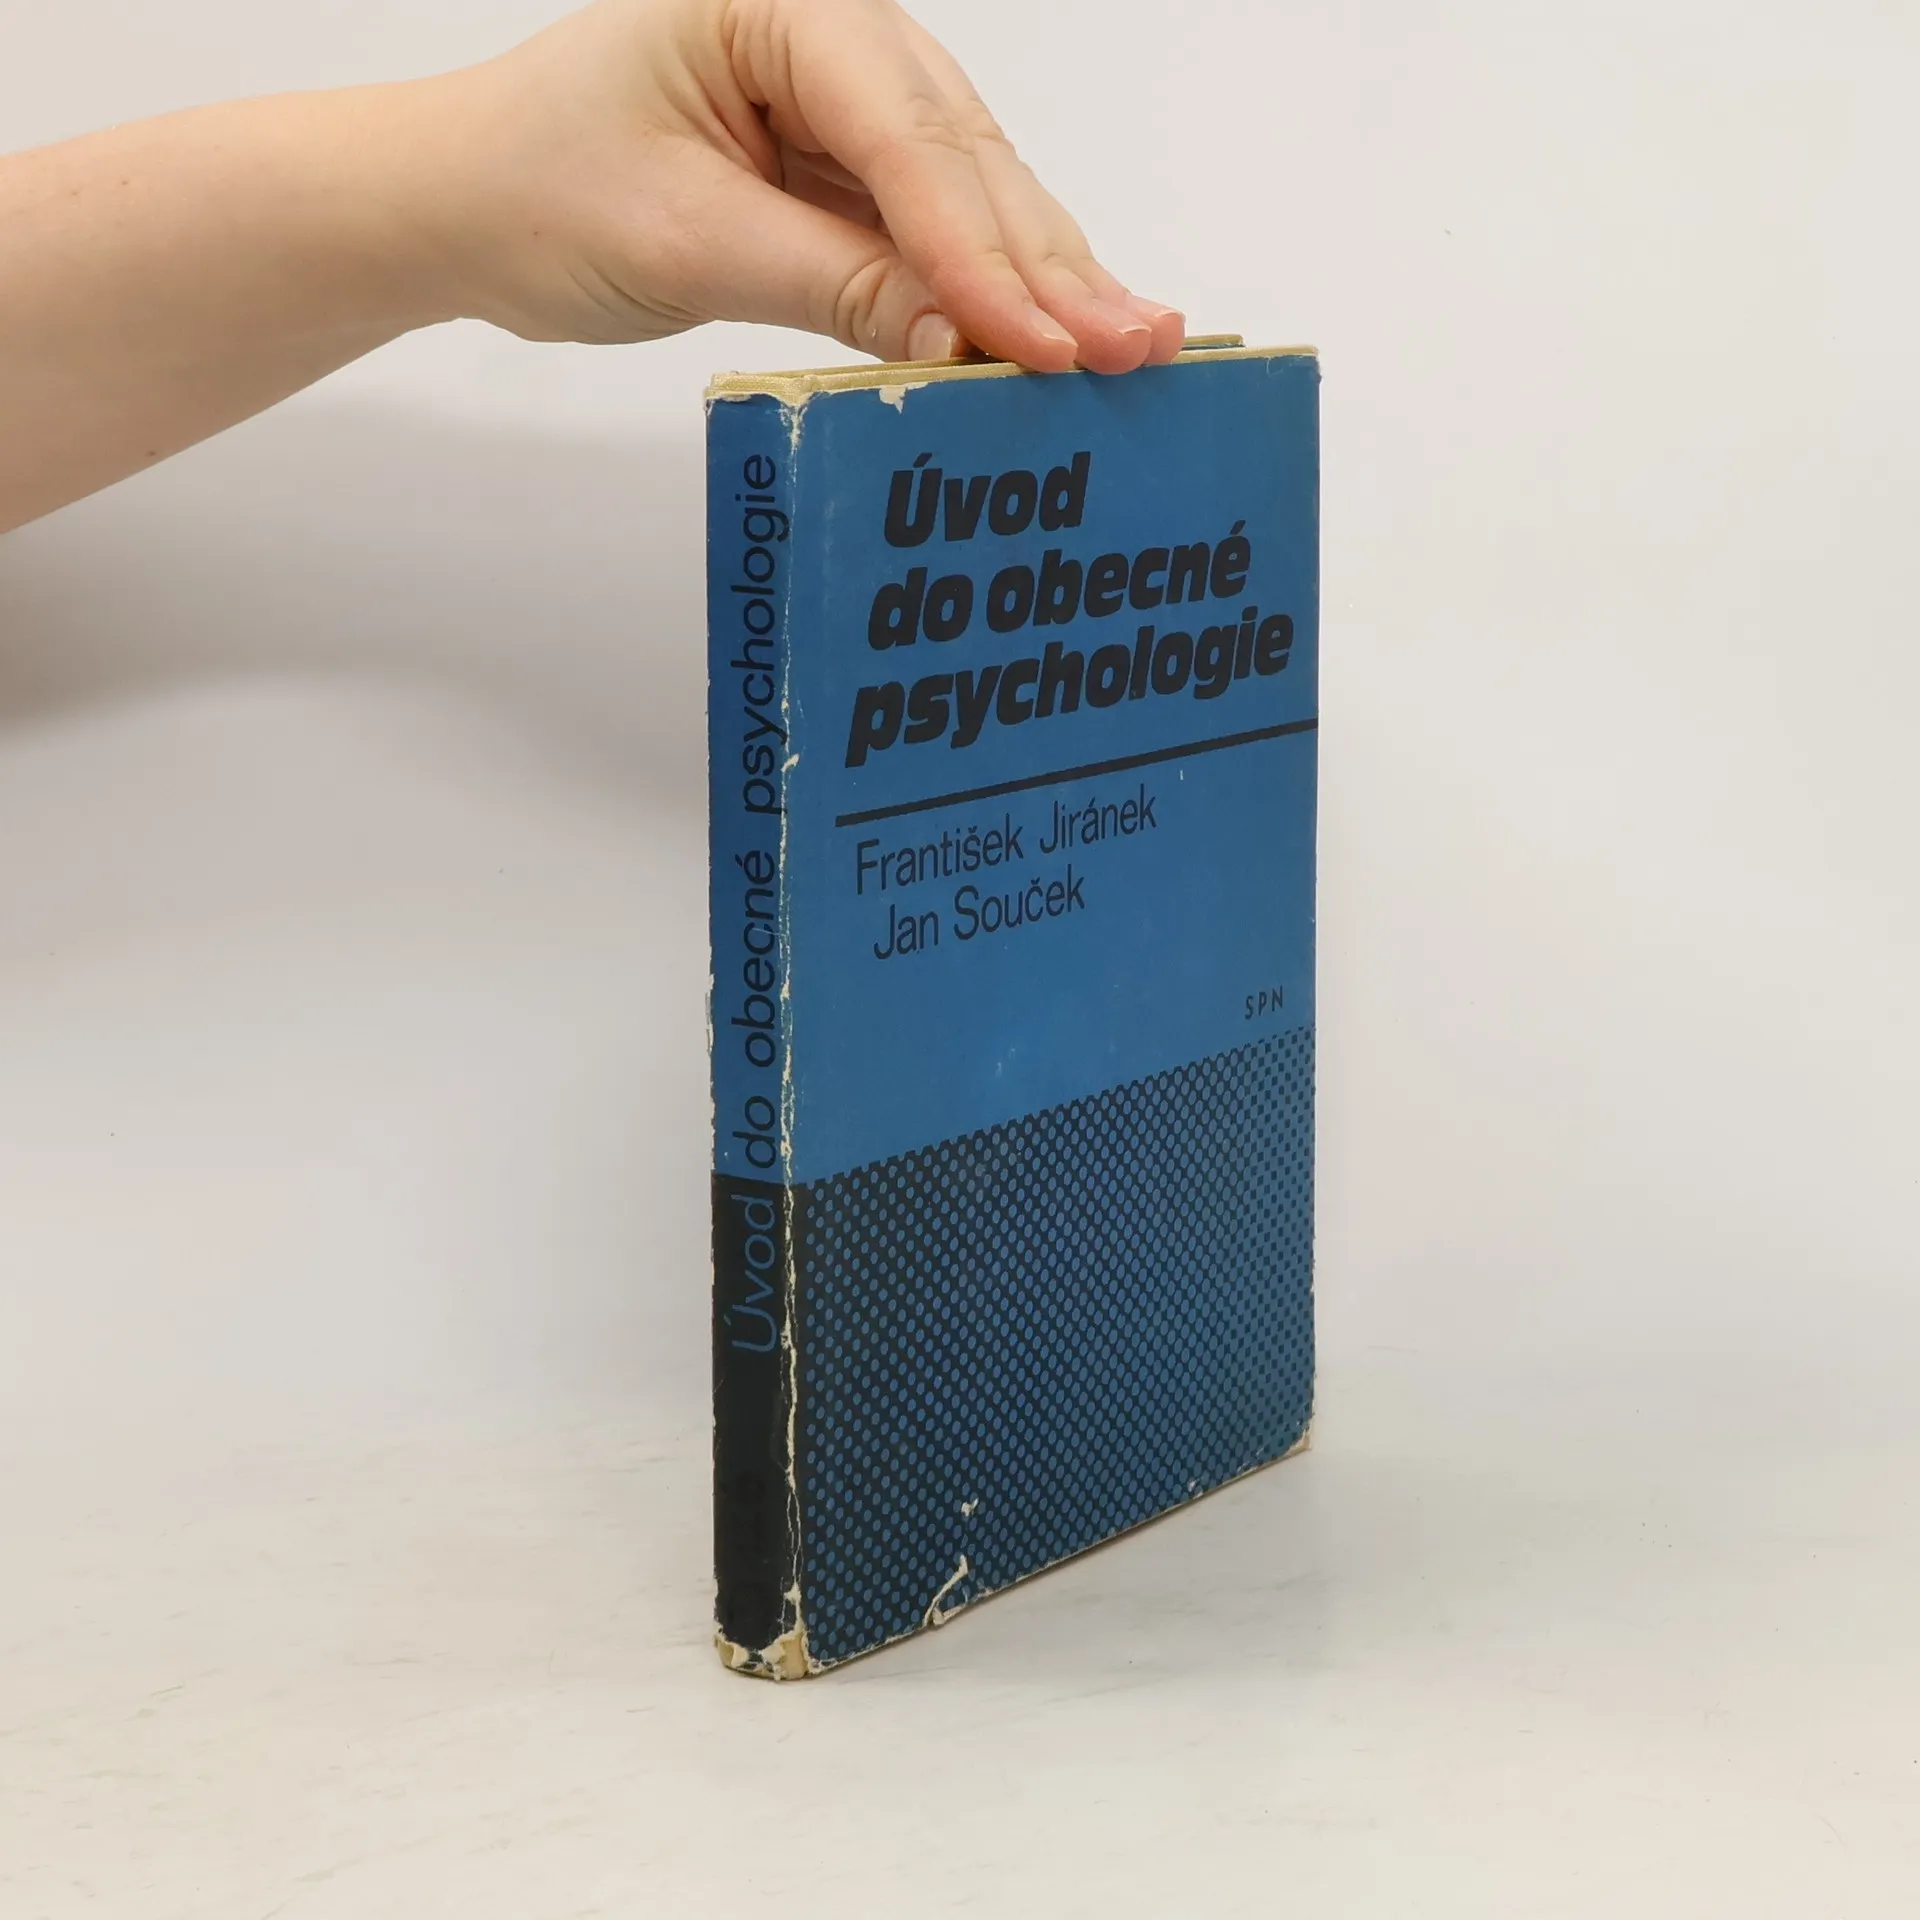 Úvod do obecné psychologie
Úvod
do obecné
psychologie
František Jiránek
Jan Souček
SPN